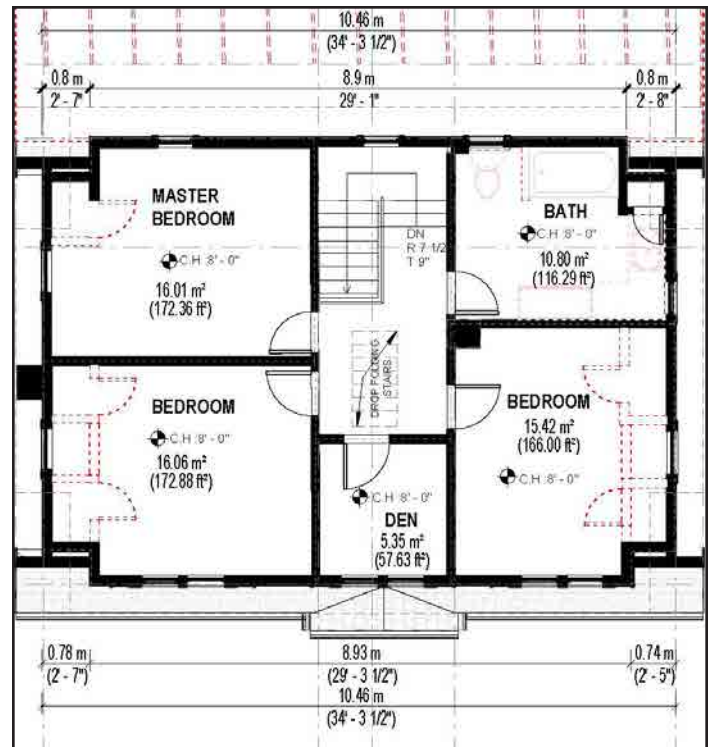 10.46 m
(34' - 3 1/2")
0.8 m
2' - 7"
8.9 m
29' - 1"
0.8 m
2' - 8"
MASTER
BEDROOM
C.H :8' - 0"
16.01 m²
(172.36 ft²)
DN
R 7 1/2
T 9"
BATH
C.H :8' - 0"
10.80 m²
(116.29 ft²)
DROP FOLDING
STAIRS
BEDROOM
C.H :8' - 0"
16.06 m²
(172.88 ft²)
BEDROOM
15.42 m²
(166.00 ft²)
C.H :8' - 0"
C.H :8' - 0"
DEN
5.35 m²
(57.63 ft²)
0.78 m
(2' - 7")
8.93 m
(29' - 3 1/2")
0.74 m
(2' - 5")
10.46 m
(34' - 3 1/2")